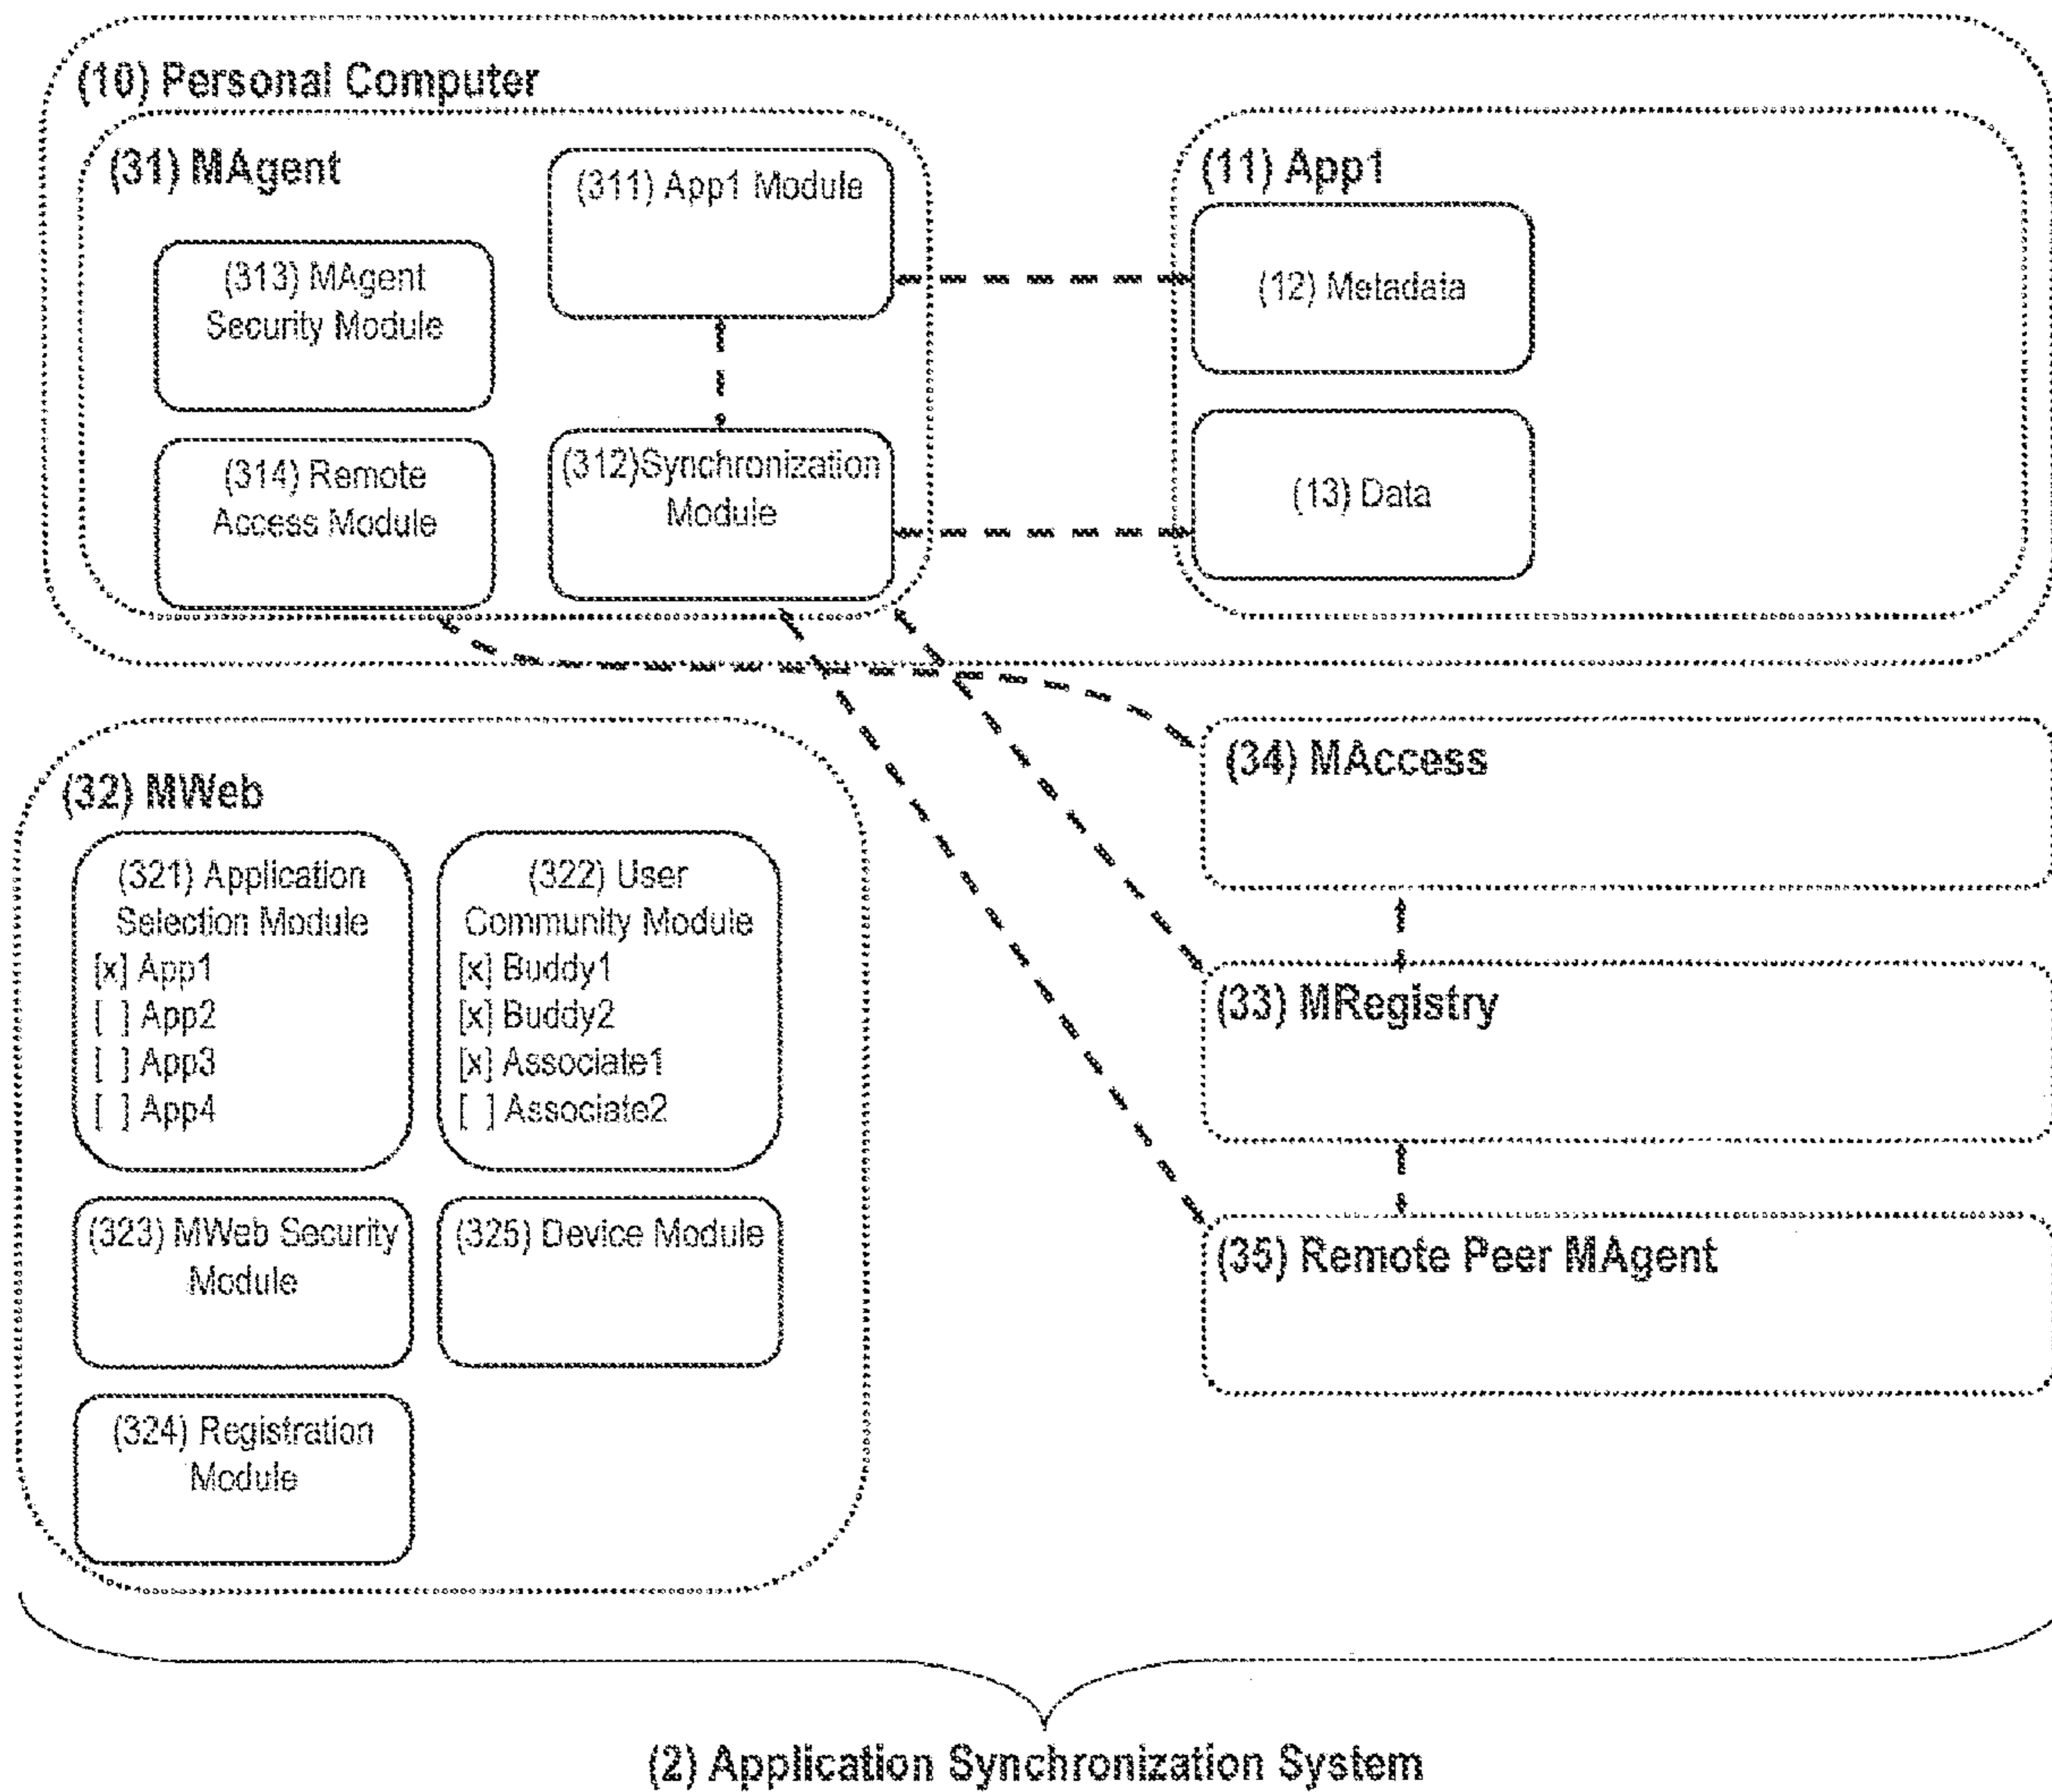 (10) Personal Computer
(31) MAgent
(311) App1 Module
(313) MAgent
Security Module
(314) Remote
Access Module
(312)Synchronization
Module
(11) App1
(12) Metadata
(13) Data
(32) MWeb
(321) Application
Selection Module
[x] App1
[ ] App2
[ ] App3
[ ] App4
(322) User
Community Module
[x] Buddy1
[x] Buddy2
[x] Associate1
[ ] Associate2
(323) MWeb Security
Module
(325) Device Module
(324) Registration
Module
(34) MAccess
(33) MRegistry
(35) Remote Peer MAgent
(2) Application Synchronization System